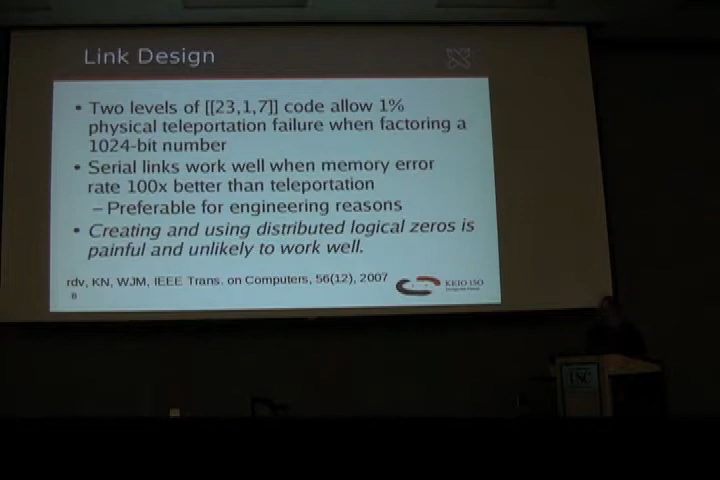 Link Design
• Two levels of [[23,1,7]] code allow 1%
physical teleportation failure when factoring a
1024-bit number
• Serial links work well when memory error
rate 100x better than teleportation
– Preferable for engineering reasons
• Creating and using distributed logical zeros is
painful and unlikely to work well.
rdv, KN, WJM, IEEE Trans. on Computers, 56(12), 2007
KEIO 150
8